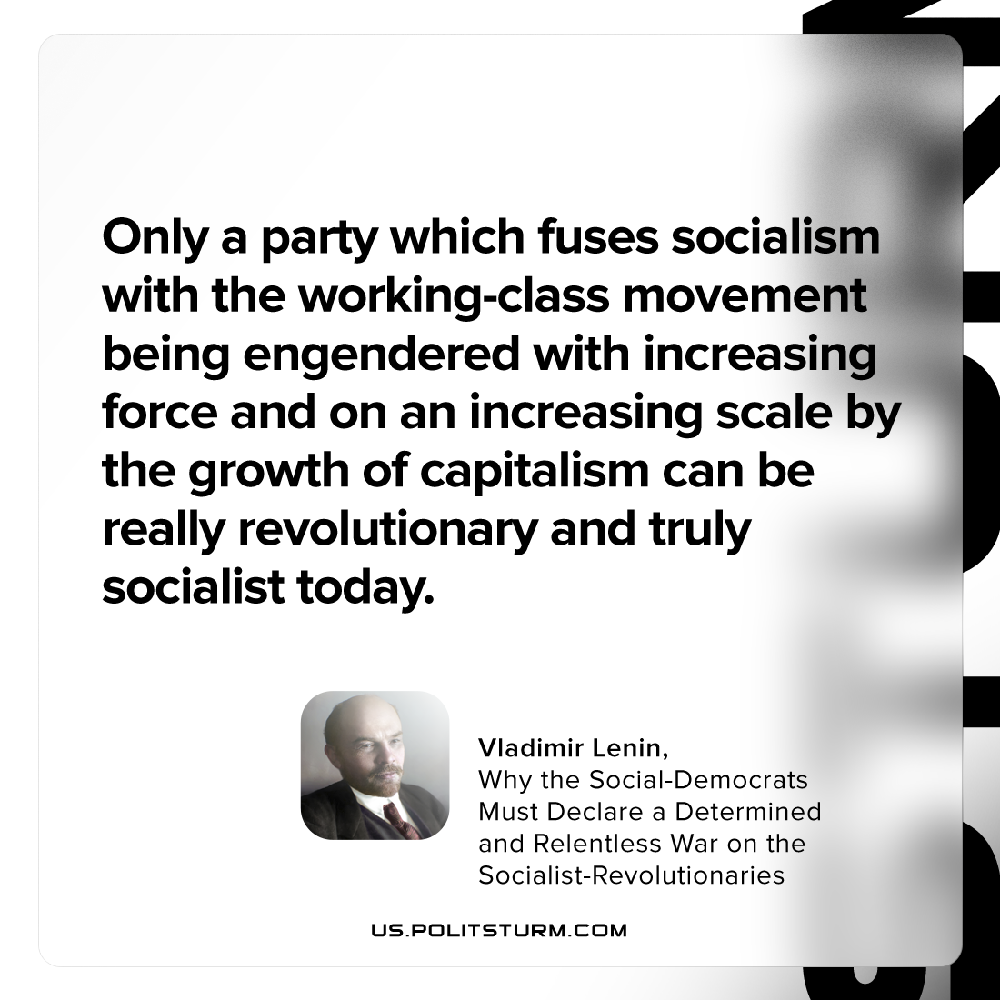 Only a party which fuses socialism
with the working-class movement
being engendered with increasing
force and on an increasing scale by
the growth of capitalism can be
really revolutionary and truly
socialist today.
Vladimir Lenin,
Why the Social-Democrats
Must Declare a Determined
and Relentless War on the
Socialist-Revolutionaries
US.POLITSTURM.COM